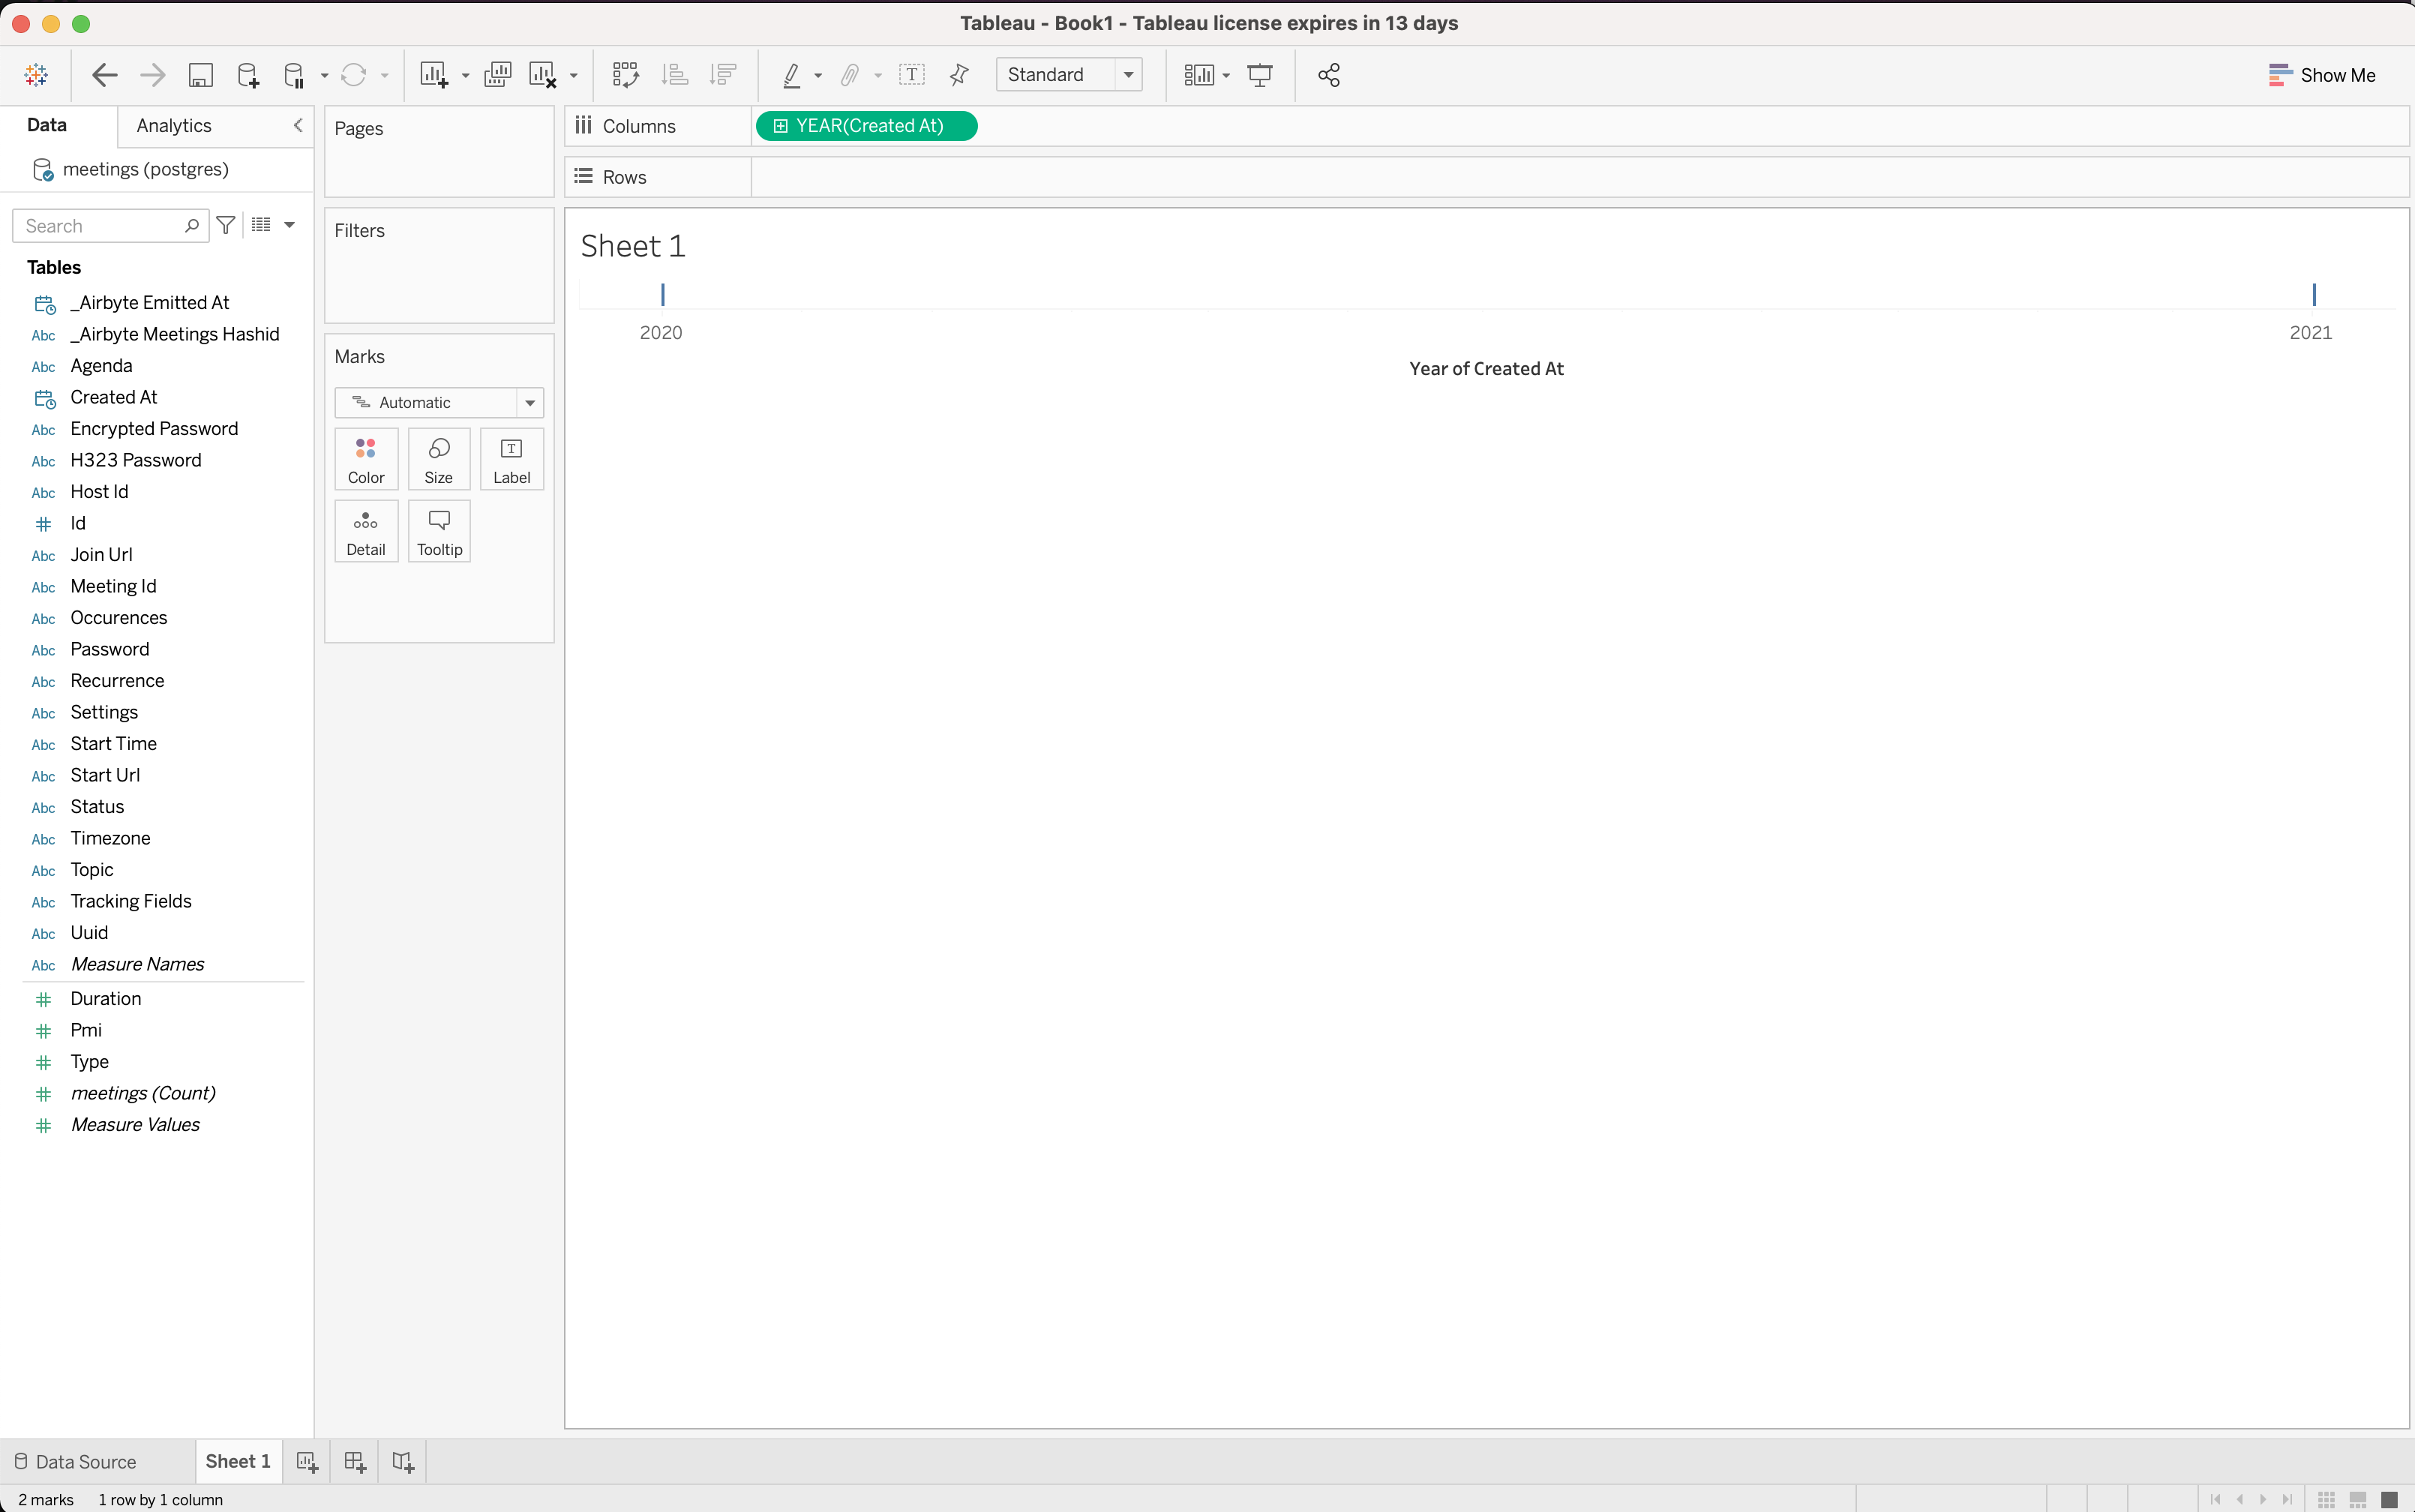 Tableau - Book1 - Tableau license expires in 13 days
Standard
Show Me
Data
Analytics
meetings (postgres)
Search
Tables
_Airbyte Emitted At
Abc _Airbyte Meetings Hashid
Abc Agenda
Created At
Abc Encrypted Password
Abc H323 Password
Abc Host Id
Id
Abc Join Url
Abc Meeting Id
Abc Occurences
Abc Password
Abc Recurrence
Abc Settings
Abc Start Time
Abc Start Url
Abc Status
Abc Timezone
Abc Topic
Abc Tracking Fields
Abc Uuid
Abc Measure Names
Duration
Pmi
Type
meetings (Count)
Measure Values
Pages
Filters
Marks
Automatic
Color Size T Label
Detail Tooltip
Columns YEAR(Created At)
Rows
Sheet 1
2020 2021
Year of Created At
Data Source
Sheet 1
2 marks 1 row by 1 column